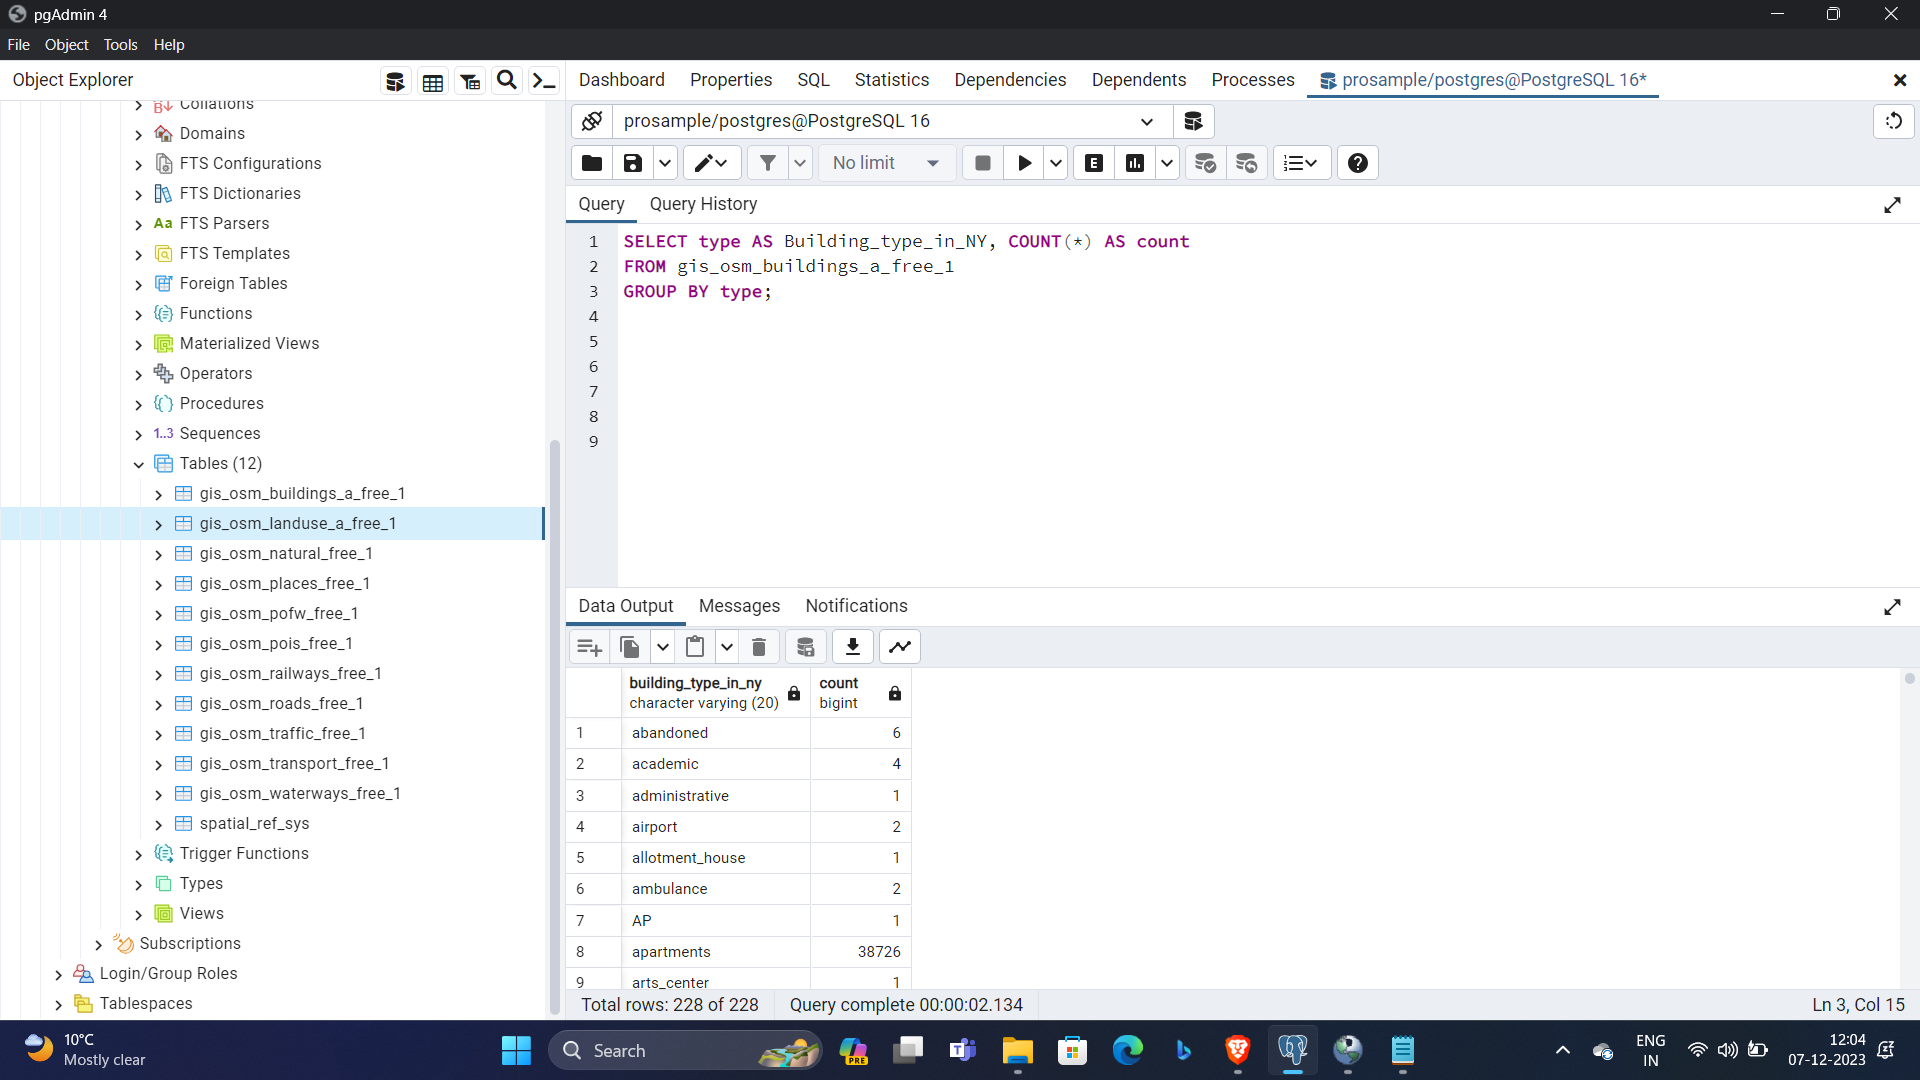 pgAdmin 4
File Object Tools Help
Object Explorer
Dashboard Properties SQL Statistics Dependencies Dependents Processes prosample/postgres@PostgreSQL 16*
Collations
Domains
FTS Configurations
FTS Dictionaries
Aa FTS Parsers
FTS Templates
Foreign Tables
Functions
Materialized Views
Operators
Procedures
1..3 Sequences
Tables (12)
gis_osm_buildings_a_free_1
gis_osm_landuse_a_free_1
gis_osm_natural_free_1
gis_osm_places_free_1
gis_osm_pofw_free_1
gis_osm_pois_free_1
gis_osm_railways_free_1
gis_osm_roads_free_1
gis_osm_traffic_free_1
gis_osm_transport_free_1
gis_osm_waterways_free_1
spatial_ref_sys
Trigger Functions
Types
Views
Subscriptions
Login/Group Roles
Tablespaces
prosample/postgres@PostgreSQL 16
No limit
E
Query Query History
1 SELECT type AS Building_type_in_NY, COUNT(*) AS count
2 FROM gis_osm_buildings_a_free_1
3 GROUP BY type;
4
5
6
7
8
9
Data Output Messages Notifications
building_type_in_ny count
character varying (20) bigint
1 abandoned 6
2 academic 4
3 administrative 1
4 airport 2
5 allotment_house 1
6 ambulance 2
7 AP 1
8 apartments 38726
9 arts_center 1
Total rows: 228 of 228 Query complete 00:00:02.134 Ln 3, Col 15
10°C
Mostly clear
Search
PRE
ENG
IN
12:04
07-12-2023